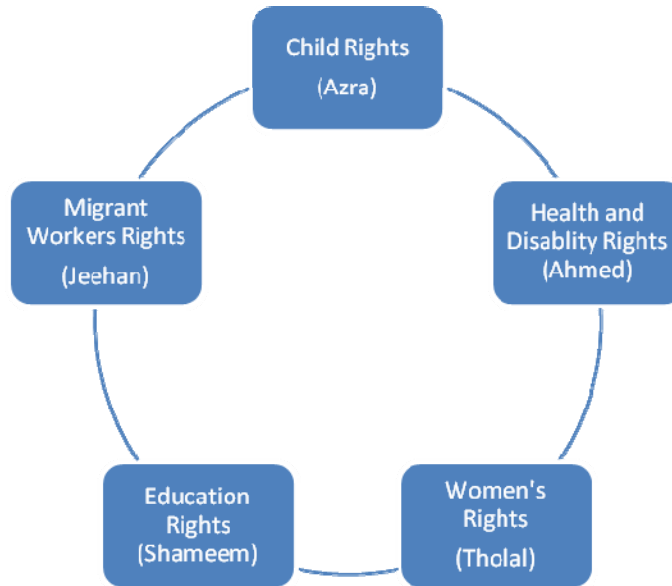 Child Rights
(Azra)
Health and
Disablity Rights
(Ahmed)
Women's
Rights
(Tholal)
Education
Rights
(Shameem)
Migrant
Workers Rights
(Jeehan)